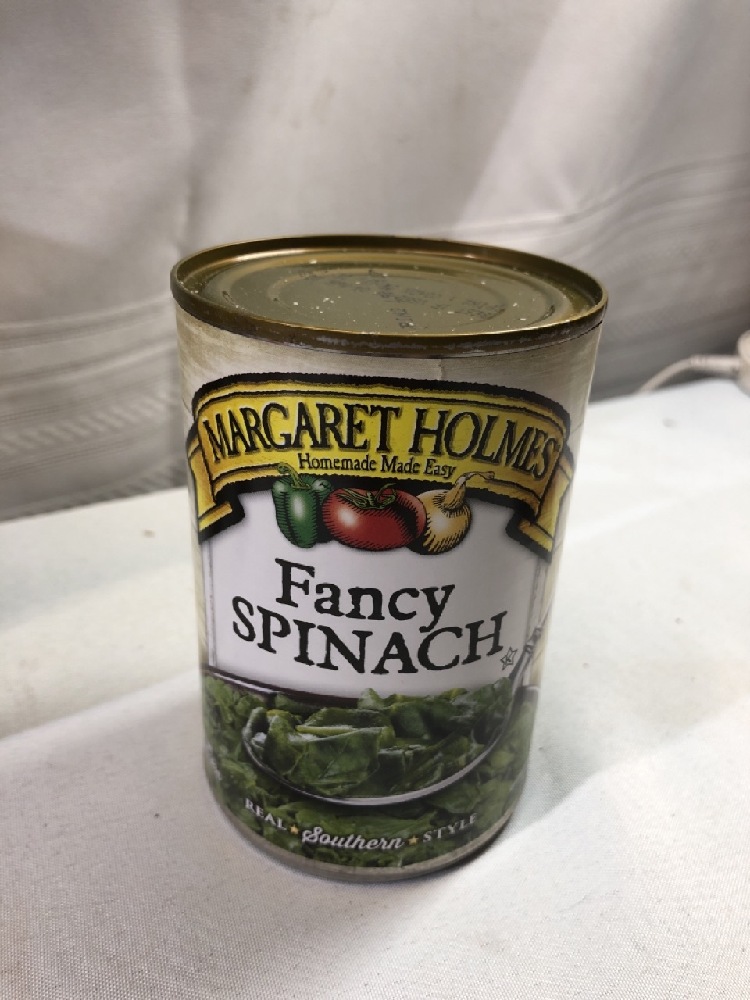 MARGARET HOLMES
Homemade Made Easy
Fancy
SPINACH
REAL Southern STYLE